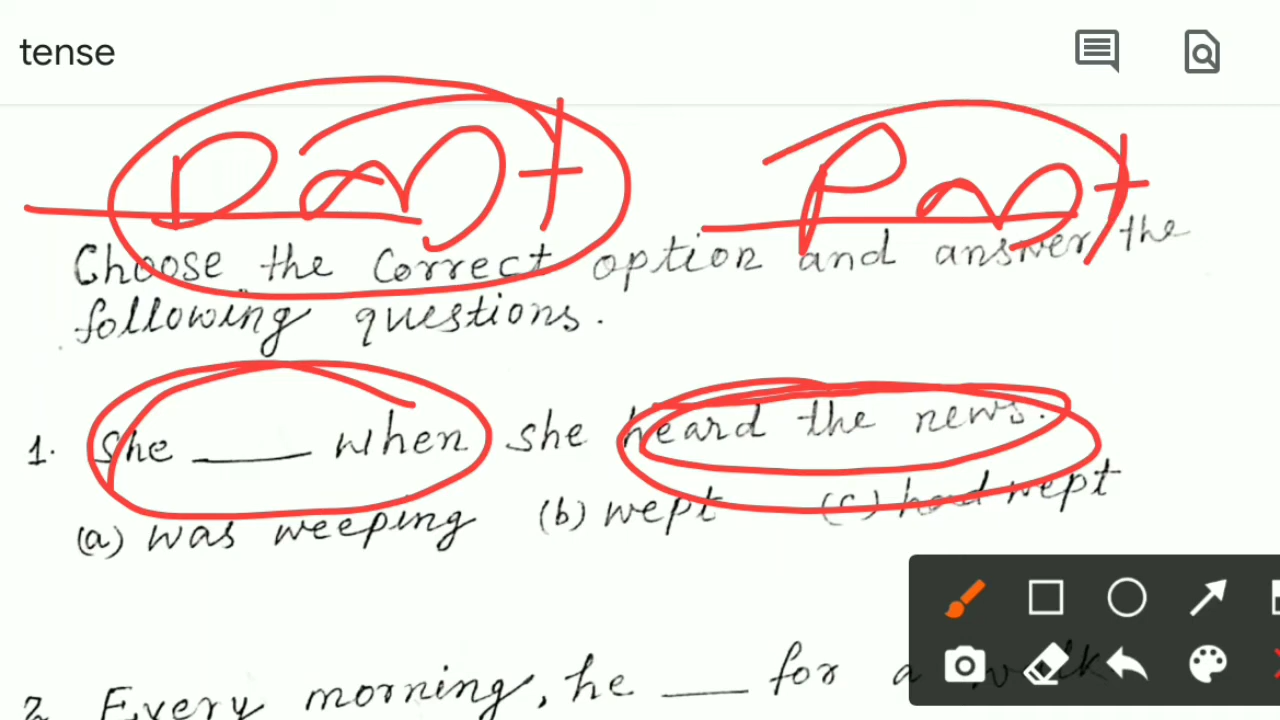 tense
Past Past
Choose the Correct option and answer the
following questions.
1. She ____ when she heard the news.
(a) was weeping (b) wept (c) had wept
2. Every morning, he ____ for a walk